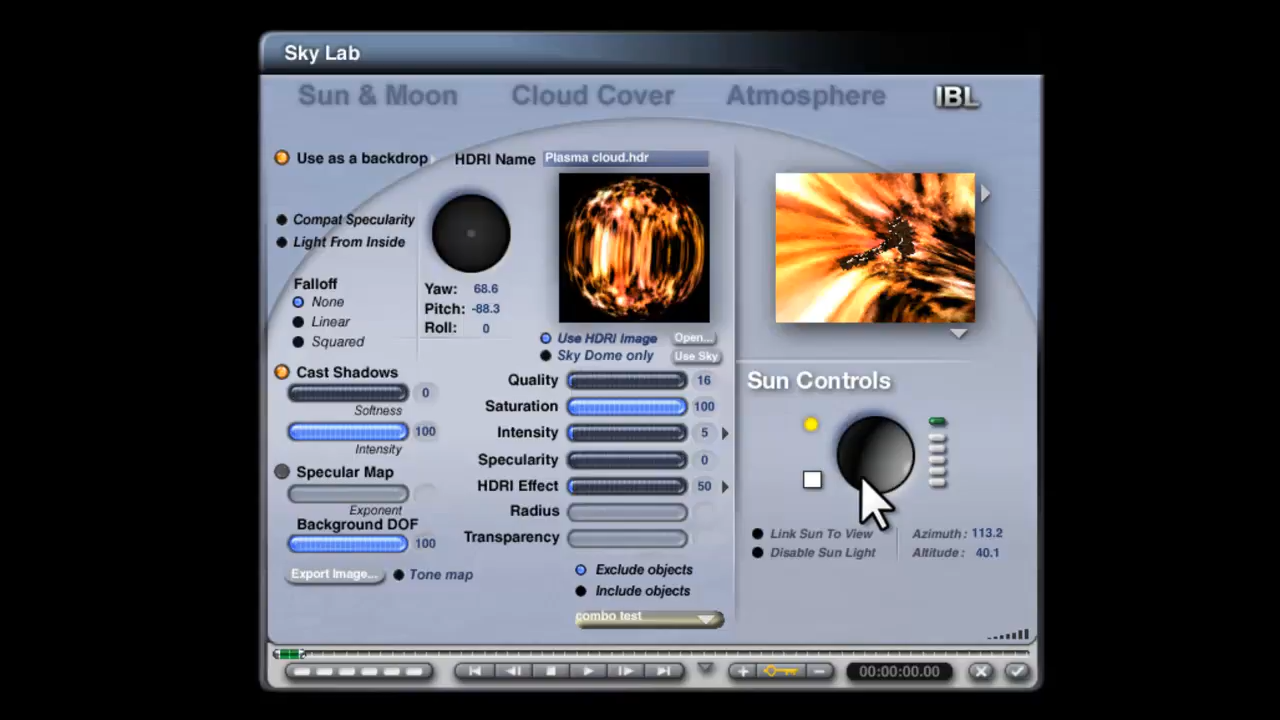 Sky Lab
Sun & Moon Cloud Cover Atmosphere IBL
Use as a backdrop
HDRI Name Plasma cloud.hdr
Compat Specularity
Light From Inside
Falloff
None
Linear
Squared
Yaw: 68.6
Pitch: -88.3
Roll: 0
Use HDRI Image Open...
Sky Dome only Use Sky
Cast Shadows
0
Softness
100
Intensity
Specular Map
Exponent
Background DOF
100
Export Image... Tone map
Quality 16
Saturation 100
Intensity 5
Specularity 0
HDRI Effect 50
Radius
Transparency
Exclude objects
Include objects
combo test
Sun Controls
Link Sun To View
Disable Sun Light
Azimuth: 113.2
Altitude: 40.1
00:00:00.00